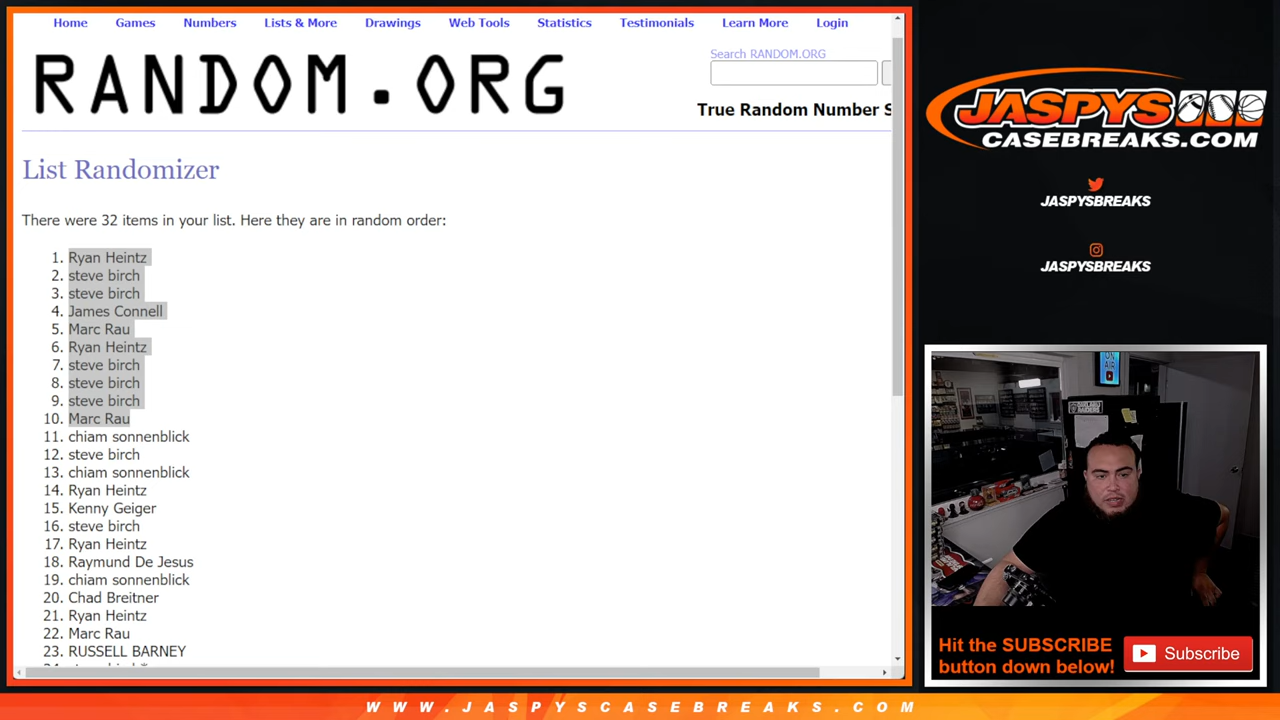 Home Games Numbers Lists & More Drawings Web Tools Statistics Testimonials Learn More Login
RANDOM.ORG
Search RANDOM.ORG
True Random Number S
List Randomizer
There were 32 items in your list. Here they are in random order:
1. Ryan Heintz
2. steve birch
3. steve birch
4. James Connell
5. Marc Rau
6. Ryan Heintz
7. steve birch
8. steve birch
9. steve birch
10. Marc Rau
11. chiam sonnenblick
12. steve birch
13. chiam sonnenblick
14. Ryan Heintz
15. Kenny Geiger
16. steve birch
17. Ryan Heintz
18. Raymund De Jesus
19. chiam sonnenblick
20. Chad Breitner
21. Ryan Heintz
22. Marc Rau
23. RUSSELL BARNEY
JASPYS
CASEBREAKS.COM
JASPYSBREAKS
JASPYSBREAKS
ON
AIR
Hit the SUBSCRIBE
button down below!
Subscribe
WWW.JASPYSCASEBREAKS.COM